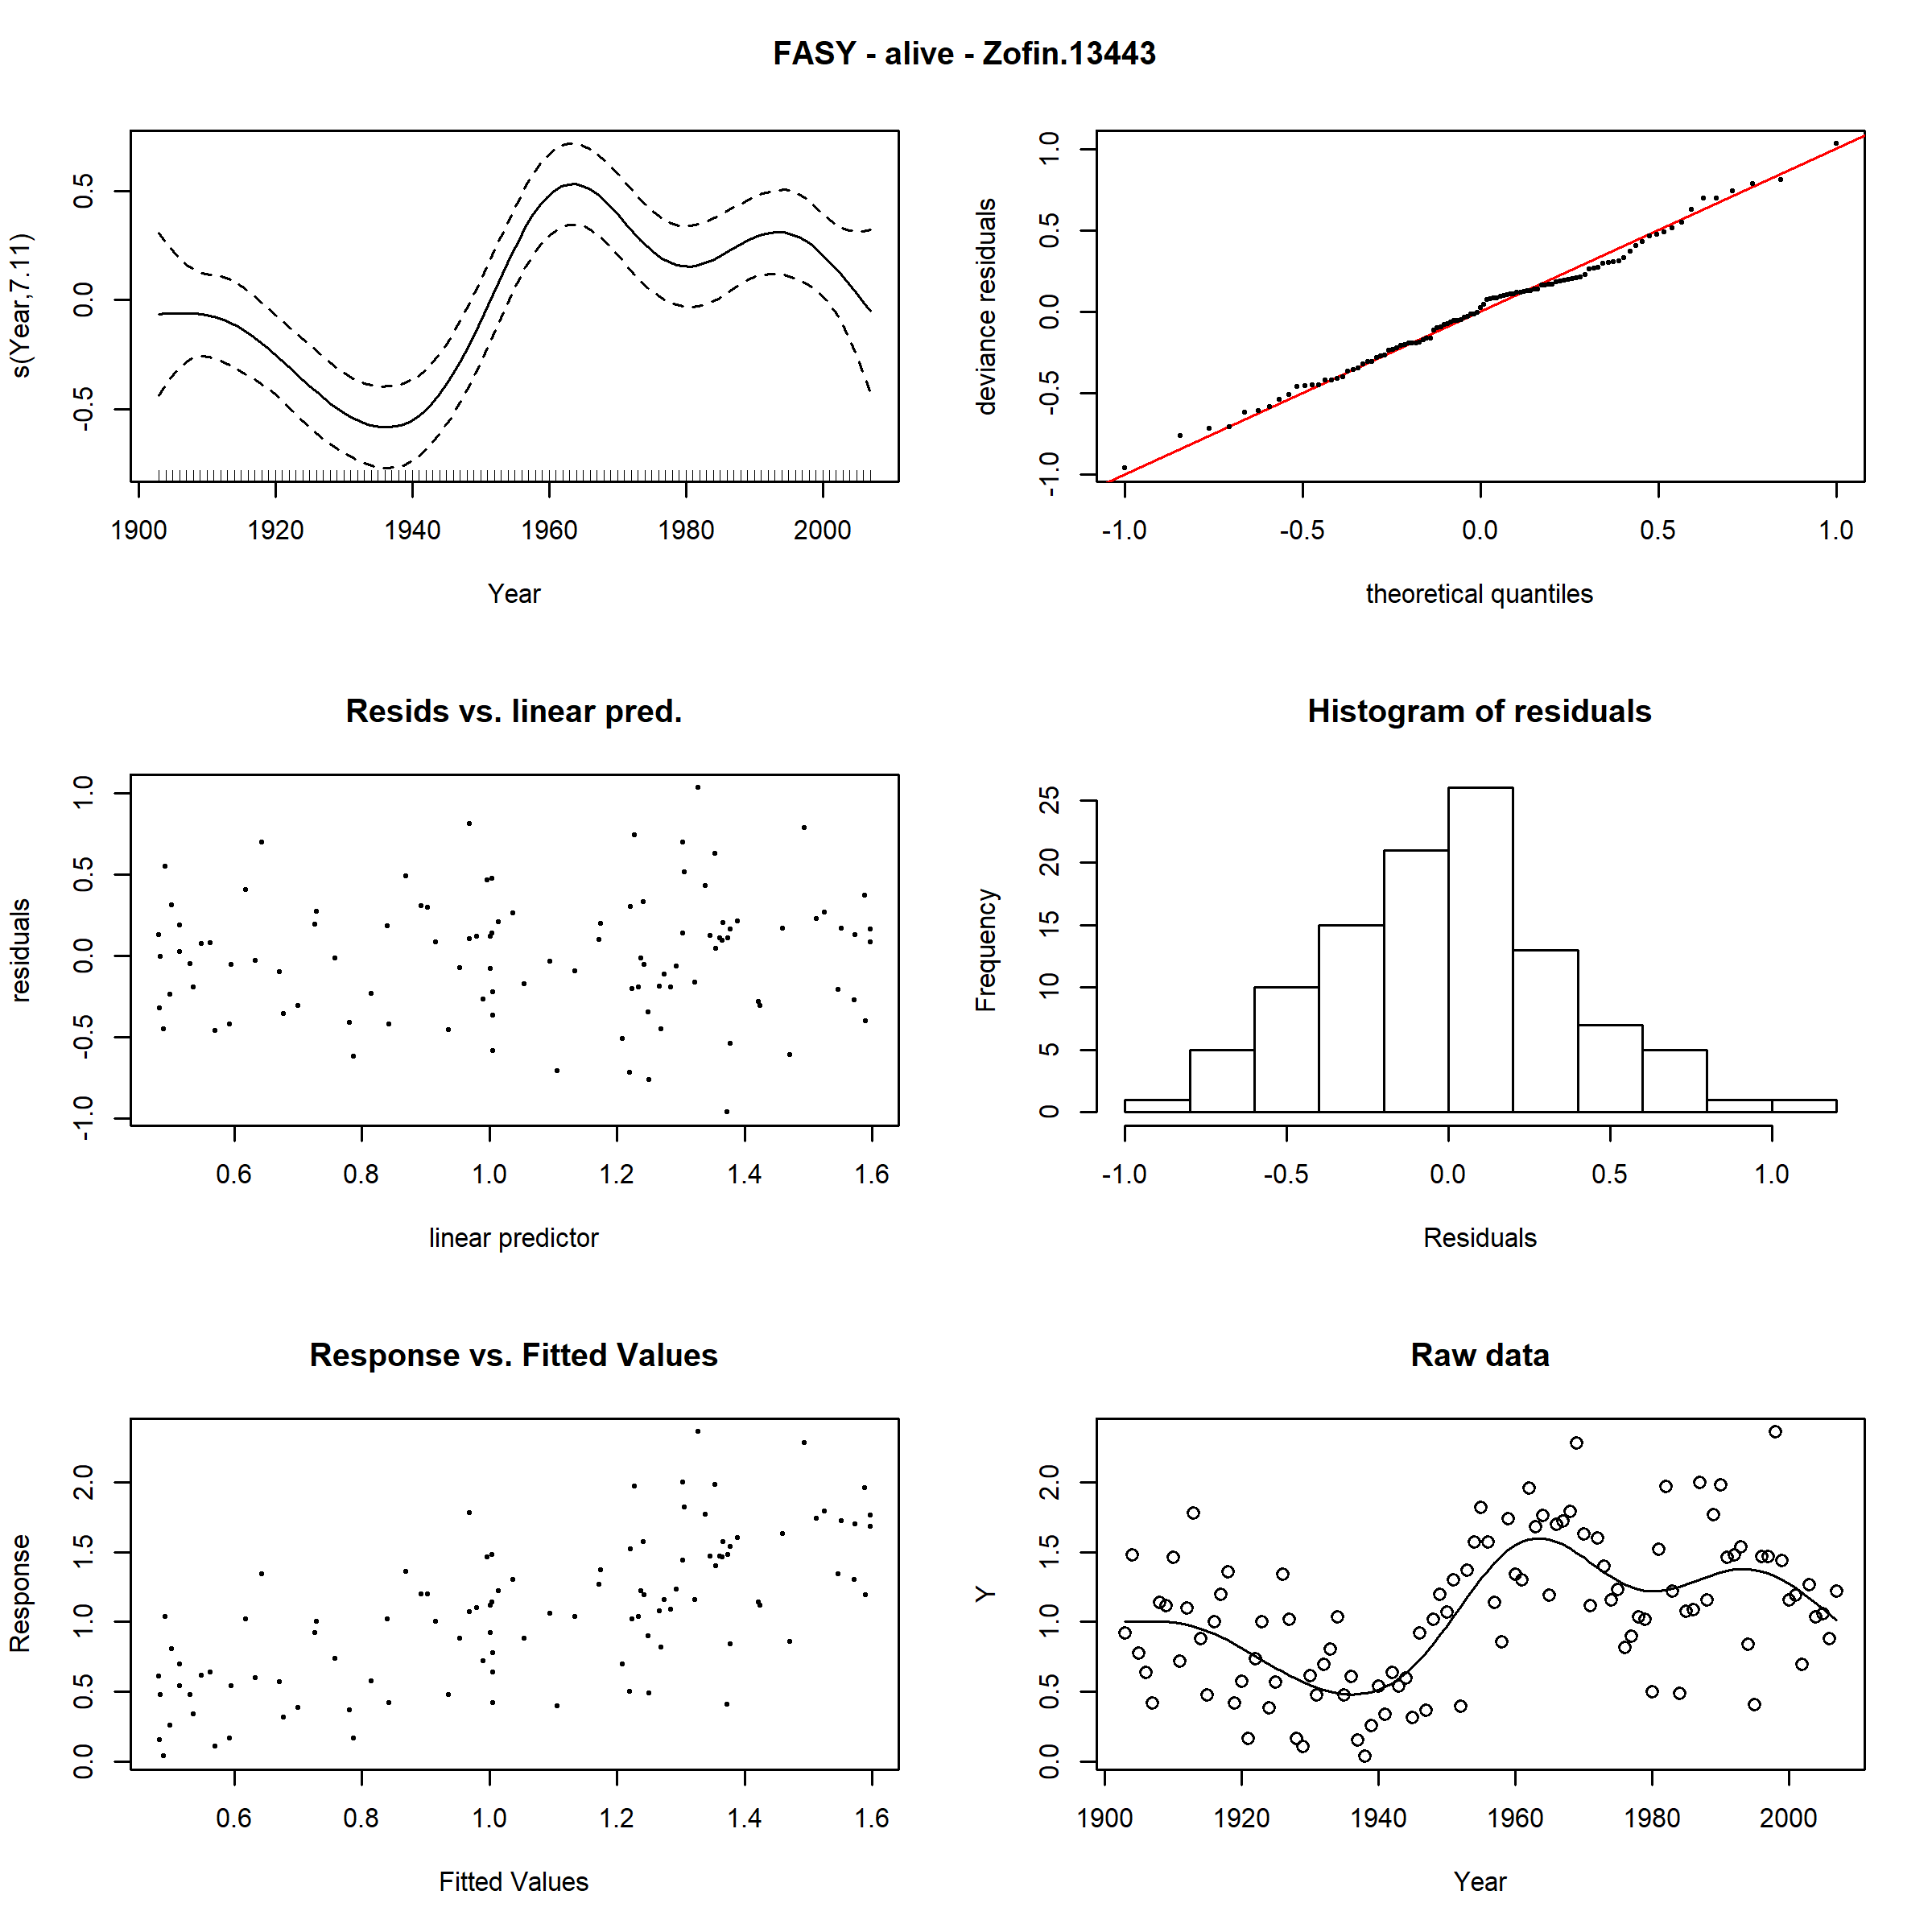 FASY - alive - Zofin.13443
s(Year,7.11)
0.5
0.0
-0.5
1900 1920 1940 1960 1980 2000
Year
deviance residuals
1.0
0.5
0.0
-0.5
-1.0
-1.0 -0.5 0.0 0.5 1.0
theoretical quantiles
Resids vs. linear pred.
residuals
1.0
0.5
0.0
-0.5
-1.0
0.6 0.8 1.0 1.2 1.4 1.6
linear predictor
Histogram of residuals
Frequency
25
20
15
10
5
0
-1.0 -0.5 0.0 0.5 1.0
Residuals
Response vs. Fitted Values
Response
2.0
1.5
1.0
0.5
0.0
0.6 0.8 1.0 1.2 1.4 1.6
Fitted Values
Raw data
Y
2.0
1.5
1.0
0.5
0.0
1900 1920 1940 1960 1980 2000
Year